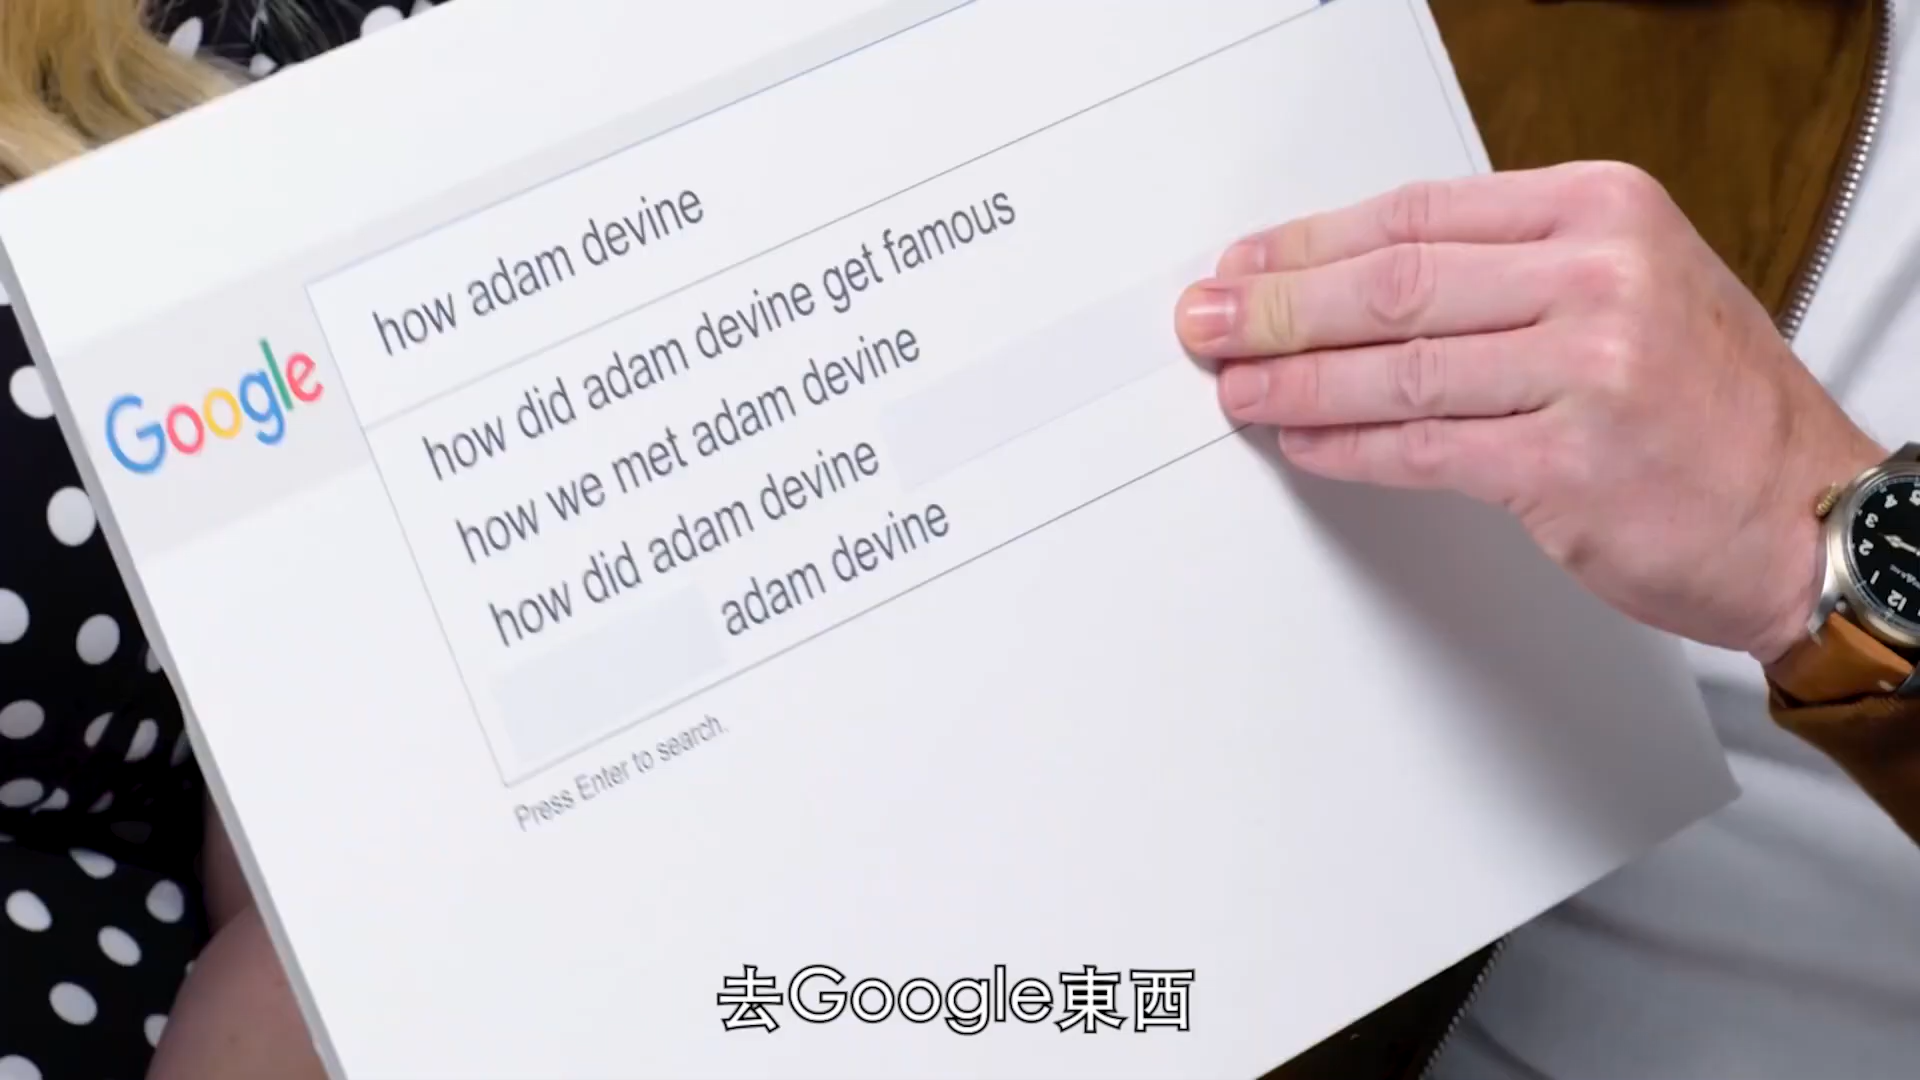 Google
how adam devine
how did adam devine get famous
how we met adam devine
how did adam devine
adam devine
Press Enter to search.
去Google東西